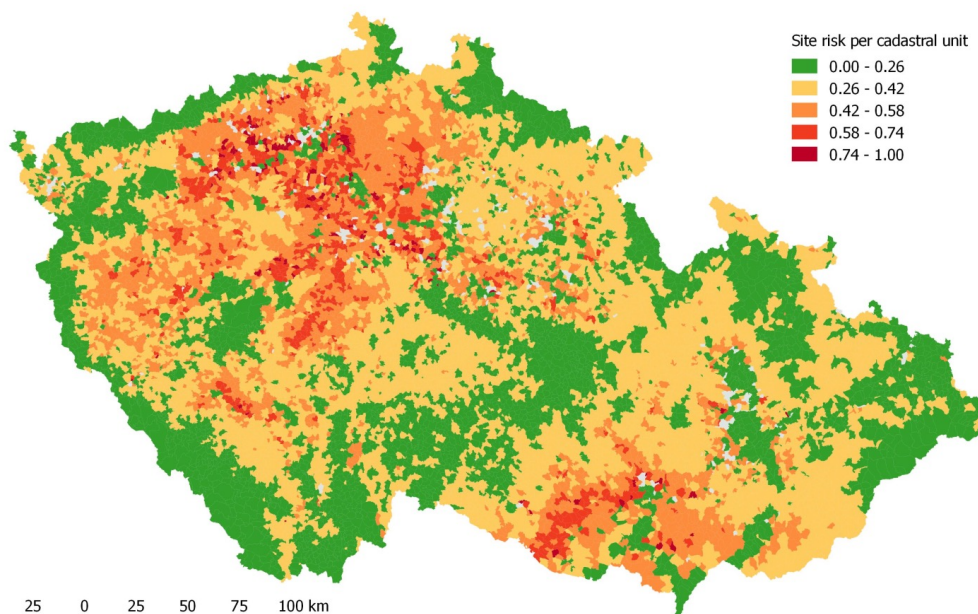 Site risk per cadastral unit
0.00 - 0.26
0.26 - 0.42
0.42 - 0.58
0.58 - 0.74
0.74 - 1.00
25 0 25 50 75 100 km